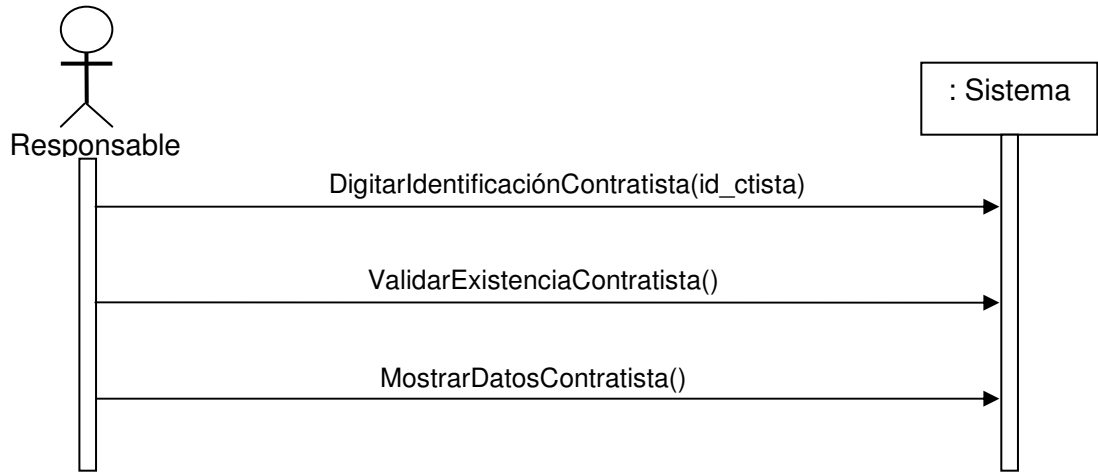 : Sistema
Responsable
DigitarIdentificaciónContratista(id_ctista)
ValidarExistenciaContratista()
MostrarDatosContratista()